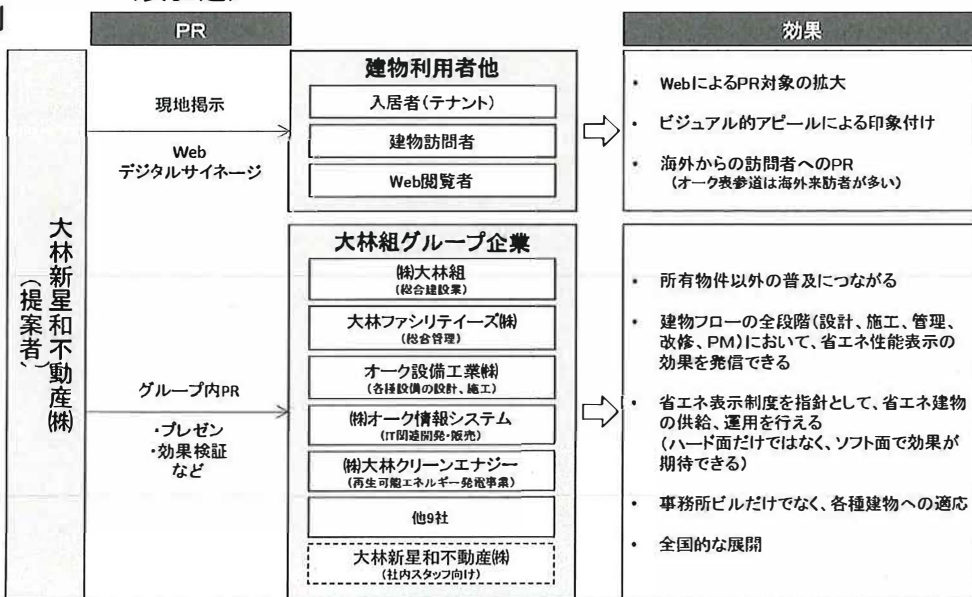 PR
効果
大林新星和不動産㈱
(提案者)
現地掲示
Web
デジタルサイネージ
建物利用者他
入居者(テナント)
建物訪問者
Web閲覧者
・ WebによるPR対象の拡大
・ ビジュアル的アピールによる印象付け
・ 海外からの訪問者へのPR
(オーク表参道は海外来訪者が多い)
グループ内PR
・プレゼン
・効果検証
など
大林組グループ企業
㈱大林組
(総合建設業)
大林ファシリテイーズ㈱
(総合管理)
オーク設備工業㈱
(各種設備の設計、施工)
㈱オーク情報システム
(IT関連開発・販売)
㈱大林クリーンエナジー
(再生可能エネルギー発電事業)
他9社
大林新星和不動産㈱
(社内スタッフ向け)
・ 所有物件以外の普及につながる
・ 建物フローの全段階(設計、施工、管理、
改修、PM)において、省エネ性能表示の
効果を発信できる
・ 省エネ表示制度を指針として、省エネ建物
の供給、運用を行える
(ハード面だけではなく、ソフト面で効果が
期待できる)
・ 事務所ビルだけでなく、各種建物への適応
・ 全国的な展開